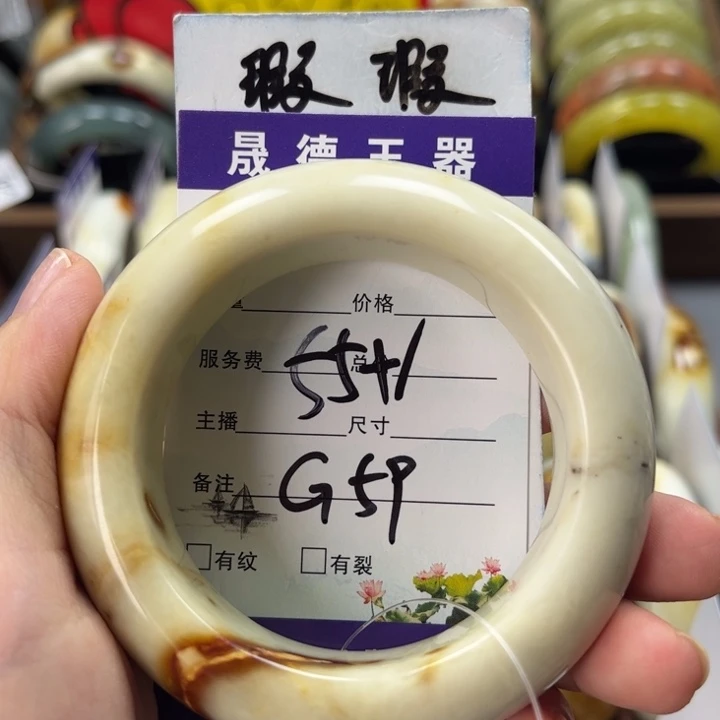 瑕 瑕
晟德玉器
价格
服务费 总
5541
主播 尺寸
备注 G59
有纹 有裂